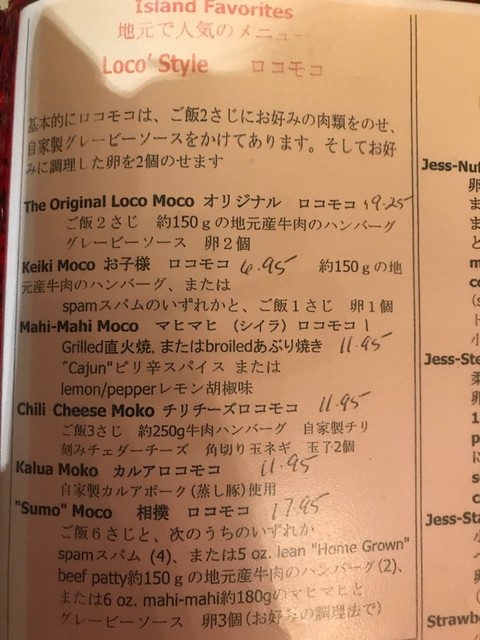 Island Favorites
地元で人気のメニュー
Loco' Style ロコモコ
基本的にロコモコは、ご飯2さじにお好みの肉類をのせ、
自家製グレービーソースをかけてあります。そしてお好
みに調理した卵を2個のせます
The Original Loco Moco オリジナル ロコモコ 9.25
ご飯２さじ 約150ｇの地元産牛肉のハンバーグ
グレービーソース 卵２個
Keiki Moco お子様 ロコモコ 6.95 約150ｇの地
元産牛肉のハンバーグ、または
spamスパムのいずれかと、ご飯１さじ 卵１個
Mahi-Mahi Moco マヒマヒ （シイラ）ロコモコ
Grilled直火焼, またはbroiledあぶり焼き 11.95
"Cajun"ピリ辛スパイス または
lemon/pepperレモン胡椒味
Chili Cheese Moko チリチーズロコモコ 11.95
ご飯3さじ 約250g牛肉ハンバーグ 自家製チリ
刻みチェダーチーズ 角切り玉ネギ 玉子2個
Kalua Moko カルアロコモコ 11.95
自家製カルアポーク(蒸し豚)使用
"Sumo" Moco 相撲 ロコモコ 17.95
ご飯６さじと、次のうちのいずれか
spamスパム (4)、または5 oz. lean "Home Grown"
beef patty約150ｇの地元産牛肉のハンバーグ(2)、
または6 oz. mahi-mahi約180gのマヒマヒと
グレービーソース 卵3個(お好みの調理法で)
Jess-Nuf
卵
ま
ま
と
m
co
(s
ト
小
Jess-Ste
柔
卵
1
p
に
s
c
Jess-Sta
小
Strawbe